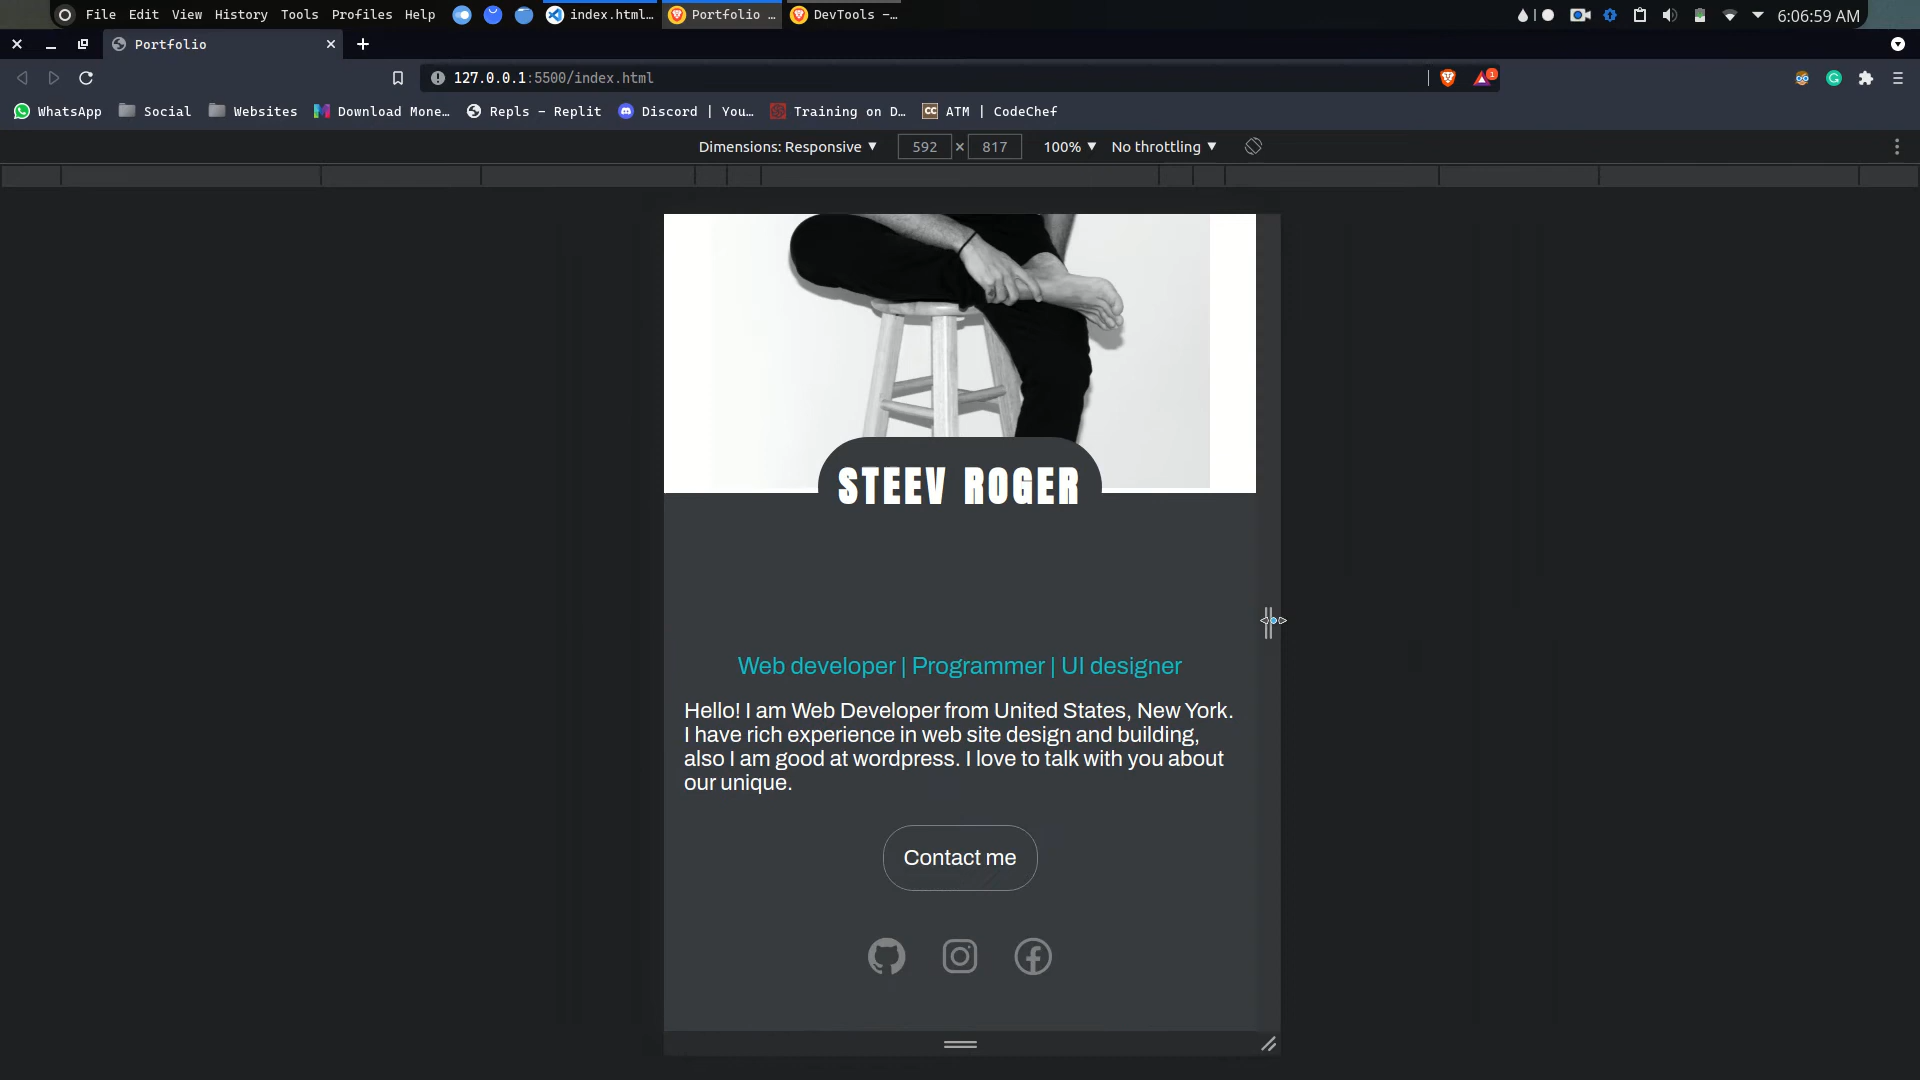 File Edit View History Tools Profiles Help index.html… Portfolio … DevTools –… 6:06:59 AM
Portfolio
127.0.0.1:5500/index.html 1
WhatsApp Social Websites Download Mone… Repls – Replit Discord | You… Training on D… CC ATM | CodeChef
Dimensions: Responsive ▼ 592 × 817 100% ▼ No throttling ▼
STEEV ROGER
Web developer | Programmer | UI designer
Hello! I am Web Developer from United States, New York.
I have rich experience in web site design and building,
also I am good at wordpress. I love to talk with you about
our unique.
Contact me